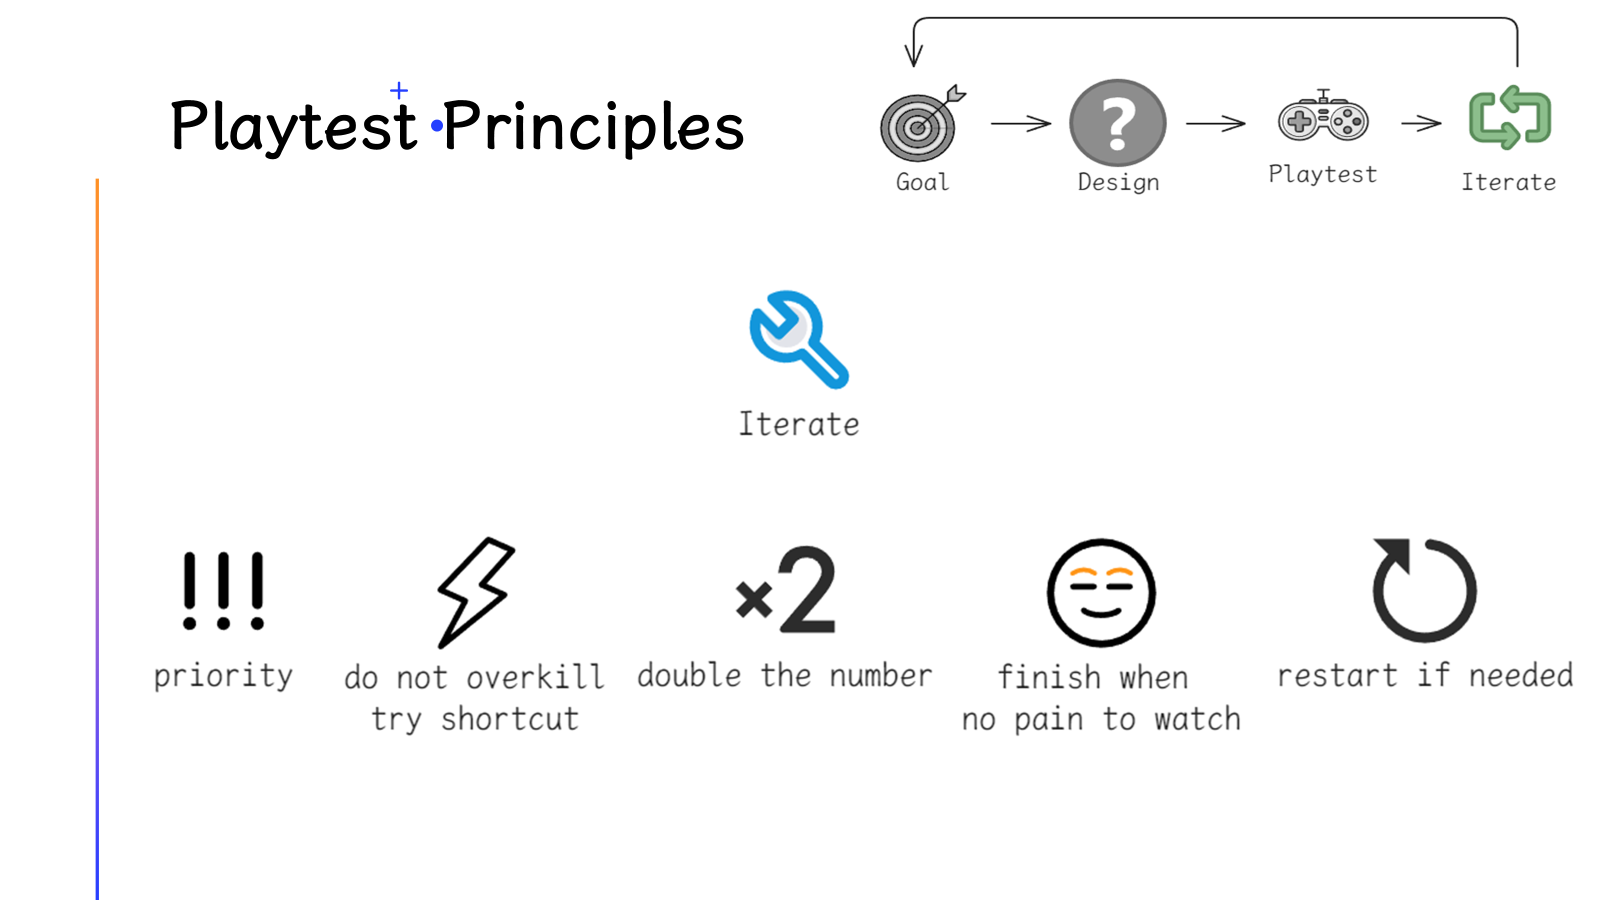 Playtest Principles
Goal
Design
Playtest
Iterate
?
Iterate
!!!
×2
priority
do not overkill
try shortcut
double the number
finish when
no pain to watch
restart if needed